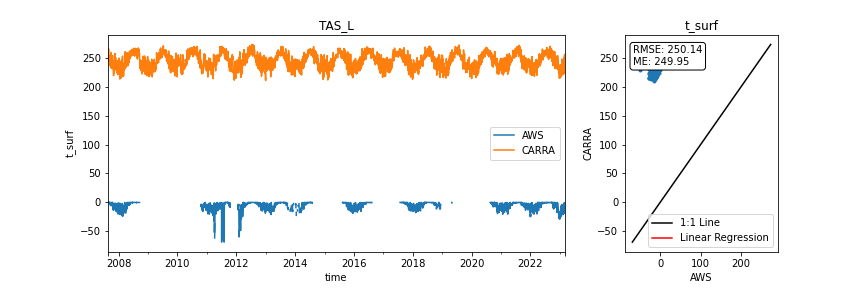 TAS_L
t_surf
250
200
150
100
50
0
−50
AWS
CARRA
2008
2010
2012
2014
2016
2018
2020
2022
time
t_surf
RMSE: 250.14
ME: 249.95
CARRA
250
200
150
100
50
0
−50
1:1 Line
Linear Regression
0
100
200
AWS